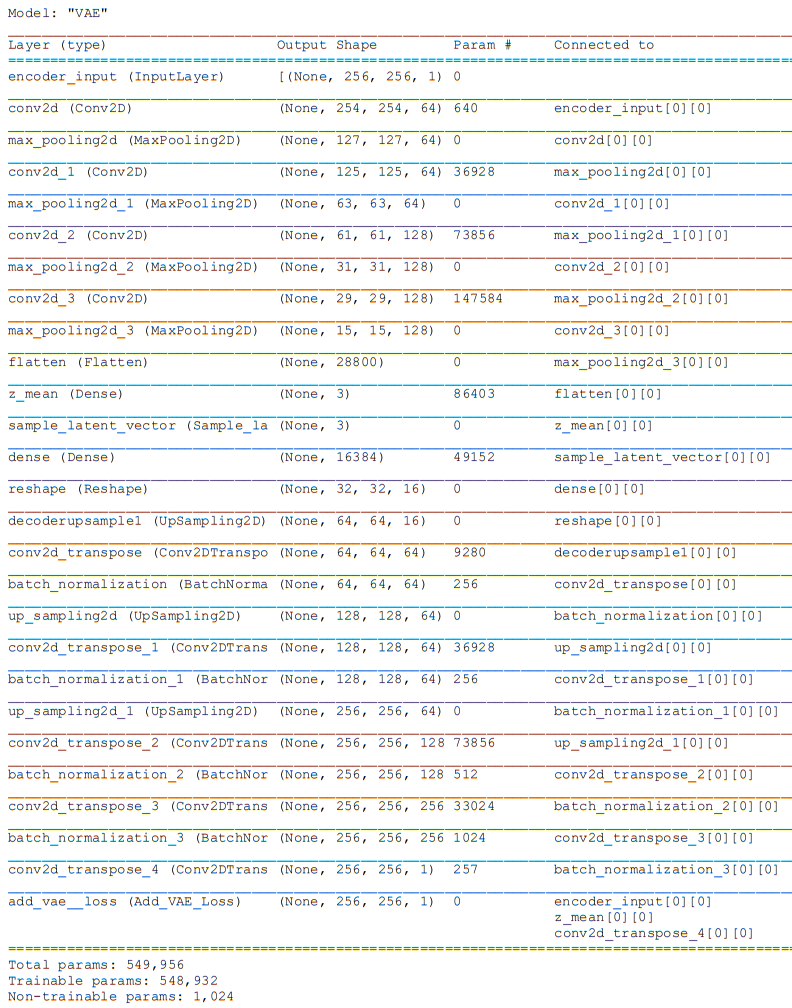 Model: "VAE"
Layer (type) Output Shape Param # Connected to
encoder_input (InputLayer) [(None, 256, 256, 1) 0
conv2d (Conv2D) (None, 254, 254, 64) 640 encoder_input[0][0]
max_pooling2d (MaxPooling2D) (None, 127, 127, 64) 0 conv2d[0][0]
conv2d_1 (Conv2D) (None, 125, 125, 64) 36928 max_pooling2d[0][0]
max_pooling2d_1 (MaxPooling2D) (None, 63, 63, 64) 0 conv2d_1[0][0]
conv2d_2 (Conv2D) (None, 61, 61, 128) 73856 max_pooling2d_1[0][0]
max_pooling2d_2 (MaxPooling2D) (None, 31, 31, 128) 0 conv2d_2[0][0]
conv2d_3 (Conv2D) (None, 29, 29, 128) 147584 max_pooling2d_2[0][0]
max_pooling2d_3 (MaxPooling2D) (None, 15, 15, 128) 0 conv2d_3[0][0]
flatten (Flatten) (None, 28800) 0 max_pooling2d_3[0][0]
z_mean (Dense) (None, 3) 86403 flatten[0][0]
sample_latent_vector (Sample_la (None, 3) 0 z_mean[0][0]
dense (Dense) (None, 16384) 49152 sample_latent_vector[0][0]
reshape (Reshape) (None, 32, 32, 16) 0 dense[0][0]
decoderupsample1 (UpSampling2D) (None, 64, 64, 16) 0 reshape[0][0]
conv2d_transpose (Conv2DTranspo (None, 64, 64, 64) 9280 decoderupsample1[0][0]
batch_normalization (BatchNorma (None, 64, 64, 64) 256 conv2d_transpose[0][0]
up_sampling2d (UpSampling2D) (None, 128, 128, 64) 0 batch_normalization[0][0]
conv2d_transpose_1 (Conv2DTrans (None, 128, 128, 64) 36928 up_sampling2d[0][0]
batch_normalization_1 (BatchNor (None, 128, 128, 64) 256 conv2d_transpose_1[0][0]
up_sampling2d_1 (UpSampling2D) (None, 256, 256, 64) 0 batch_normalization_1[0][0]
conv2d_transpose_2 (Conv2DTrans (None, 256, 256, 128 73856 up_sampling2d_1[0][0]
batch_normalization_2 (BatchNor (None, 256, 256, 128 512 conv2d_transpose_2[0][0]
conv2d_transpose_3 (Conv2DTrans (None, 256, 256, 256 33024 batch_normalization_2[0][0]
batch_normalization_3 (BatchNor (None, 256, 256, 256 1024 conv2d_transpose_3[0][0]
conv2d_transpose_4 (Conv2DTrans (None, 256, 256, 1) 257 batch_normalization_3[0][0]
add_vae__loss (Add_VAE_Loss) (None, 256, 256, 1) 0 encoder_input[0][0]
z_mean[0][0]
conv2d_transpose_4[0][0]
Total params: 549,956
Trainable params: 548,932
Non-trainable params: 1,024